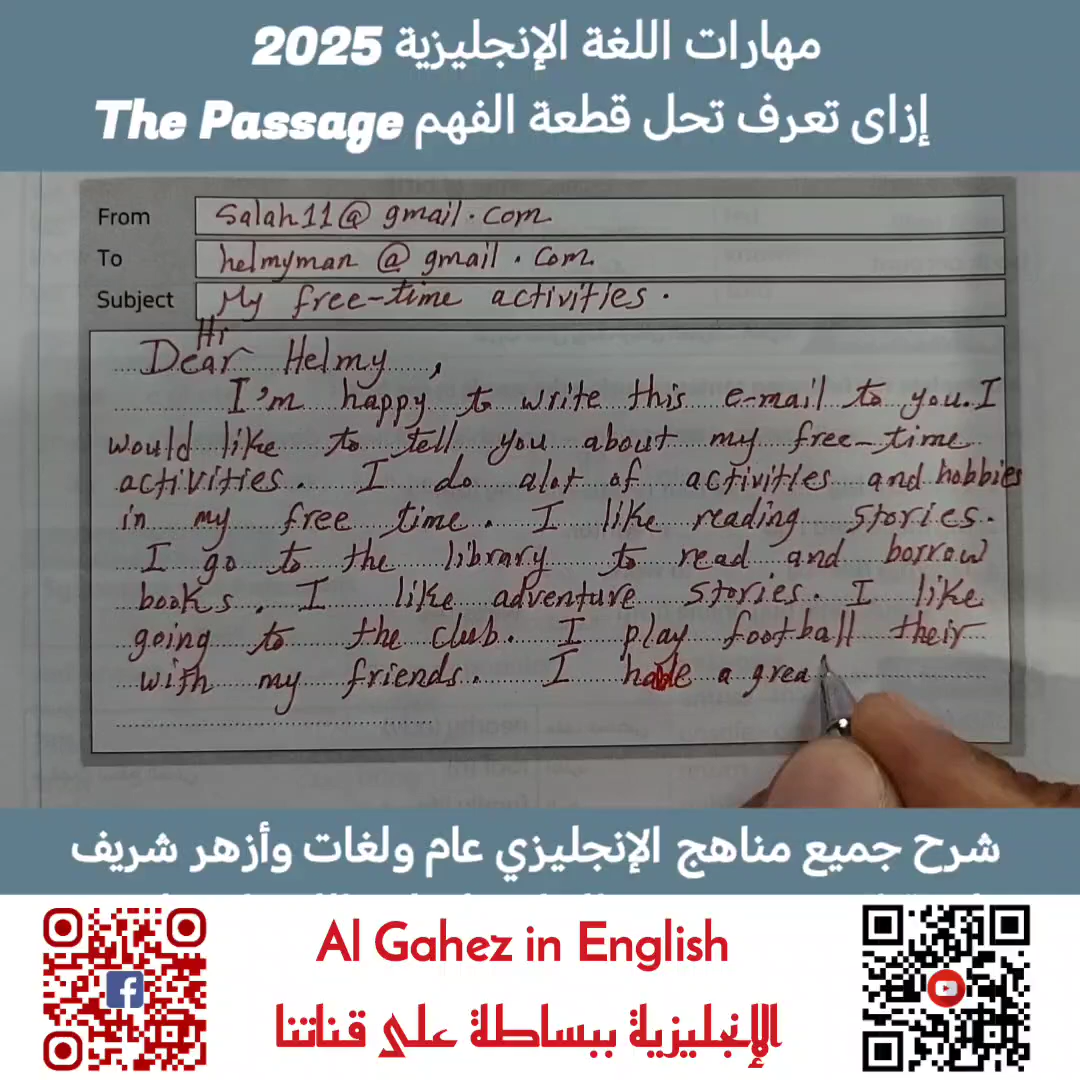 مهارات اللغة الإنجليزية 2025
إزاى تعرف تحل قطعة الفهم The Passage
From salah11@gmail.com
To helmyman@gmail.com
Subject My free-time activities.
Hi
Dear Helmy,
I'm happy to write this e-mail to you. I
would like to tell you about my free-time
activities. I do alot of activities and hobbies
in my free time. I like reading stories.
I go to the library to read and borrow
books. I like adventure stories. I like
going to the club. I play football their
with my friends. I have a grea
شرح جميع مناهج الإنجليزي عام ولغات وأزهر شريف
Al Gahez in English
الإنجليزية ببساطة على قناتنا